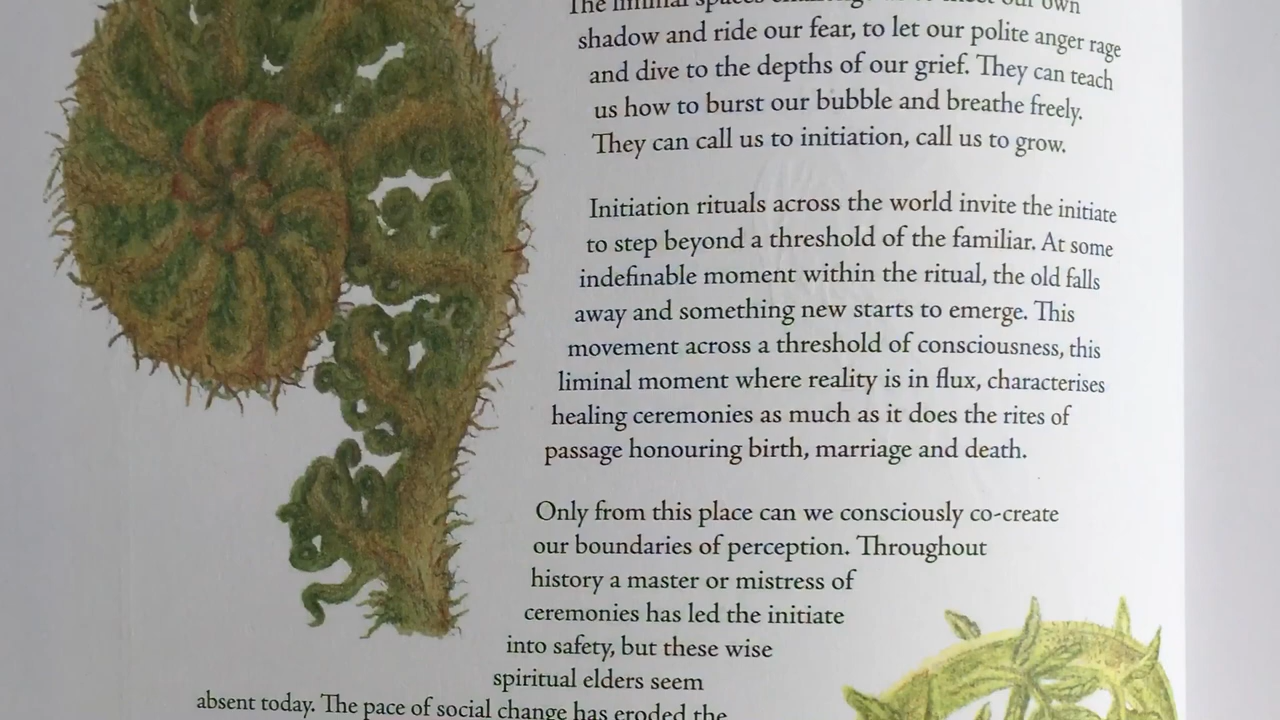 The liminal spaces our own
shadow and ride our fear, to let our polite anger rage
and dive to the depths of our grief. They can teach
us how to burst our bubble and breathe freely.
They can call us to initiation, call us to grow.
Initiation rituals across the world invite the initiate
to step beyond a threshold of the familiar. At some
indefinable moment within the ritual, the old falls
away and something new starts to emerge. This
movement across a threshold of consciousness, this
liminal moment where reality is in flux, characterises
healing ceremonies as much as it does the rites of
passage honouring birth, marriage and death.
Only from this place can we consciously co-create
our boundaries of perception. Throughout
history a master or mistress of
ceremonies has led the initiate
into safety, but these wise
spiritual elders seem
absent today. The pace of social change has eroded the